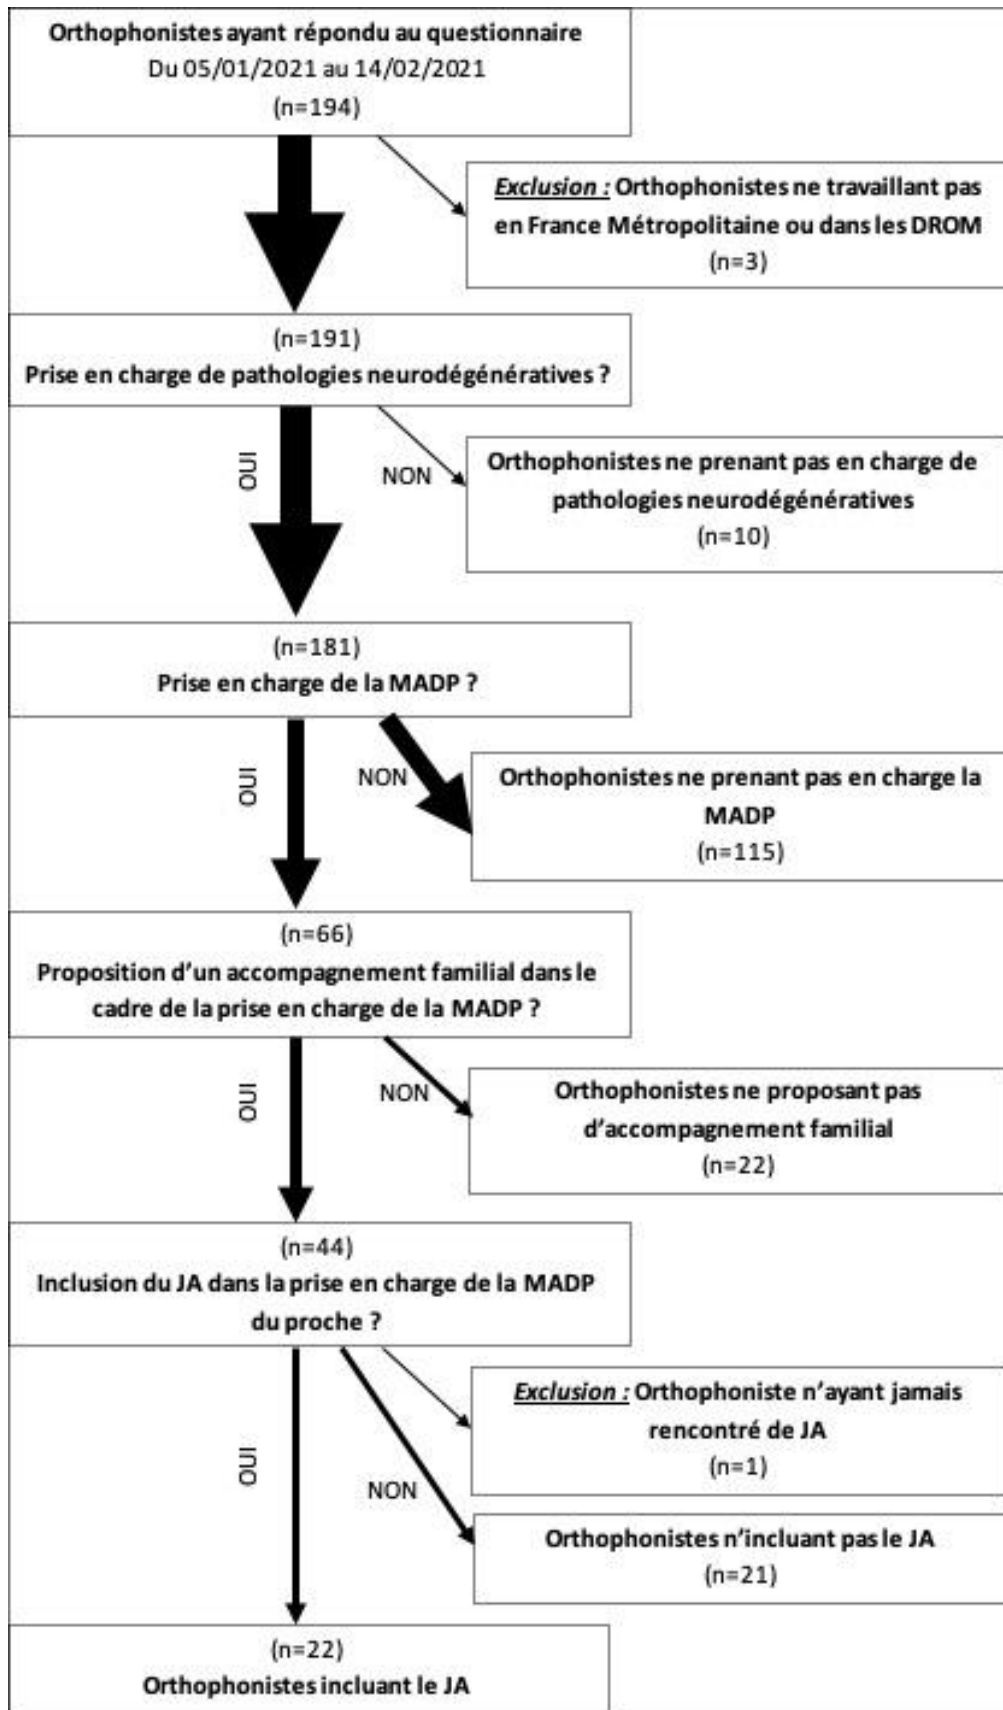 Orthophonistes ayant répondu au questionnaire
Du 05/01/2021 au 14/02/2021
(n=194)
Exclusion : Orthophonistes ne travaillant pas
en France Métropolitaine ou dans les DROM
(n=3)
(n=191)
Prise en charge de pathologies neurodégénératives ?
OUI
NON
Orthophonistes ne prenant pas en charge de
pathologies neurodégénératives
(n=10)
(n=181)
Prise en charge de la MADP ?
OUI
NON
Orthophonistes ne prenant pas en charge la
MADP
(n=115)
(n=66)
Proposition d'un accompagnement familial dans le
cadre de la prise en charge de la MADP ?
OUI
NON
Orthophonistes ne proposant pas
d'accompagnement familial
(n=22)
(n=44)
Inclusion du JA dans la prise en charge de la MADP
du proche ?
Exclusion : Orthophoniste n'ayant jamais
rencontré de JA
(n=1)
OUI
NON
Orthophonistes n'incluant pas le JA
(n=21)
(n=22)
Orthophonistes incluant le JA